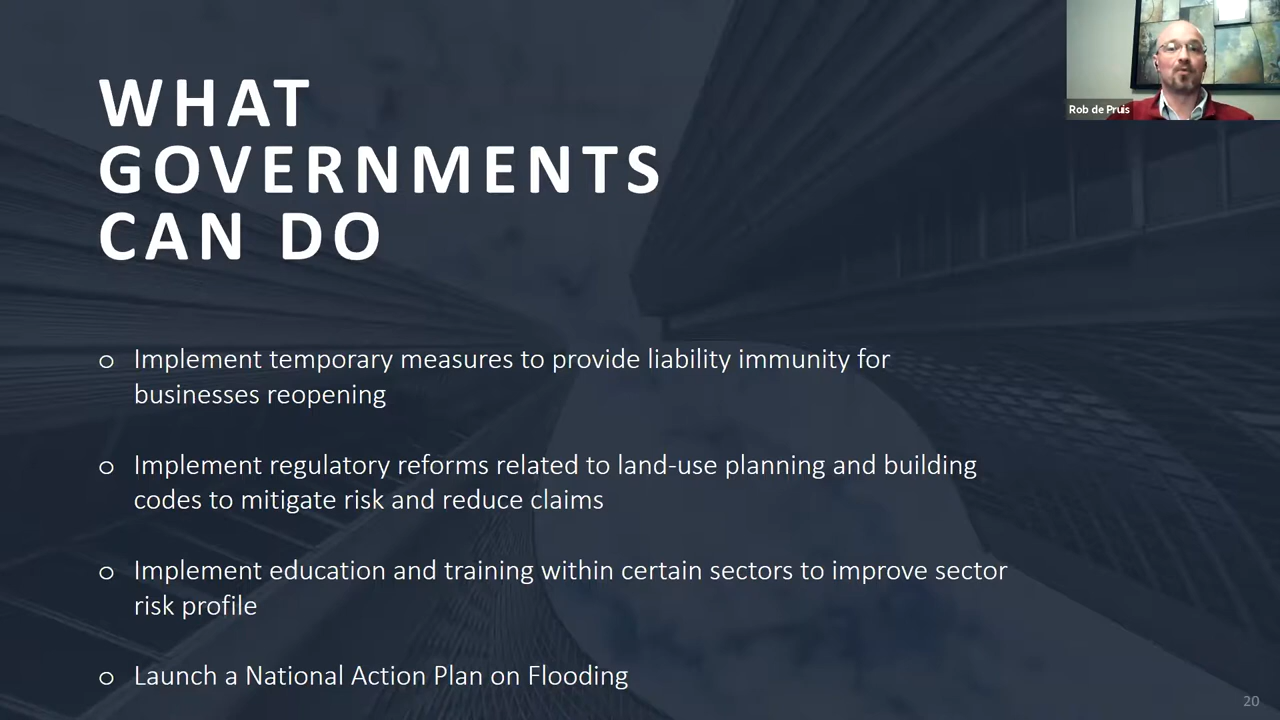 WHAT
GOVERNMENTS
CAN DO
Rob de Pruis
o Implement temporary measures to provide liability immunity for
businesses reopening
o Implement regulatory reforms related to land-use planning and building
codes to mitigate risk and reduce claims
o Implement education and training within certain sectors to improve sector
risk profile
o Launch a National Action Plan on Flooding
20